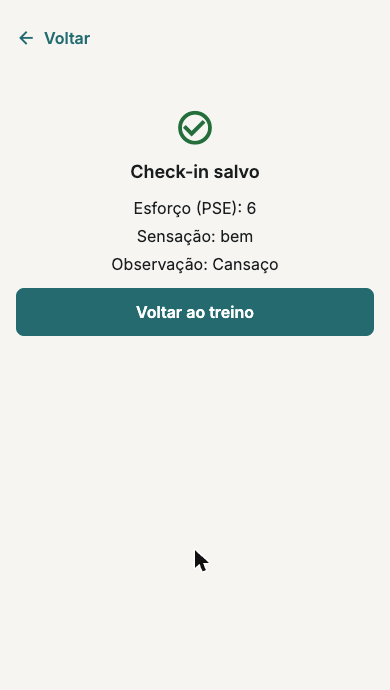 Voltar
Check-in salvo
Esforço (PSE): 6
Sensação: bem
Observação: Cansaço
Voltar ao treino